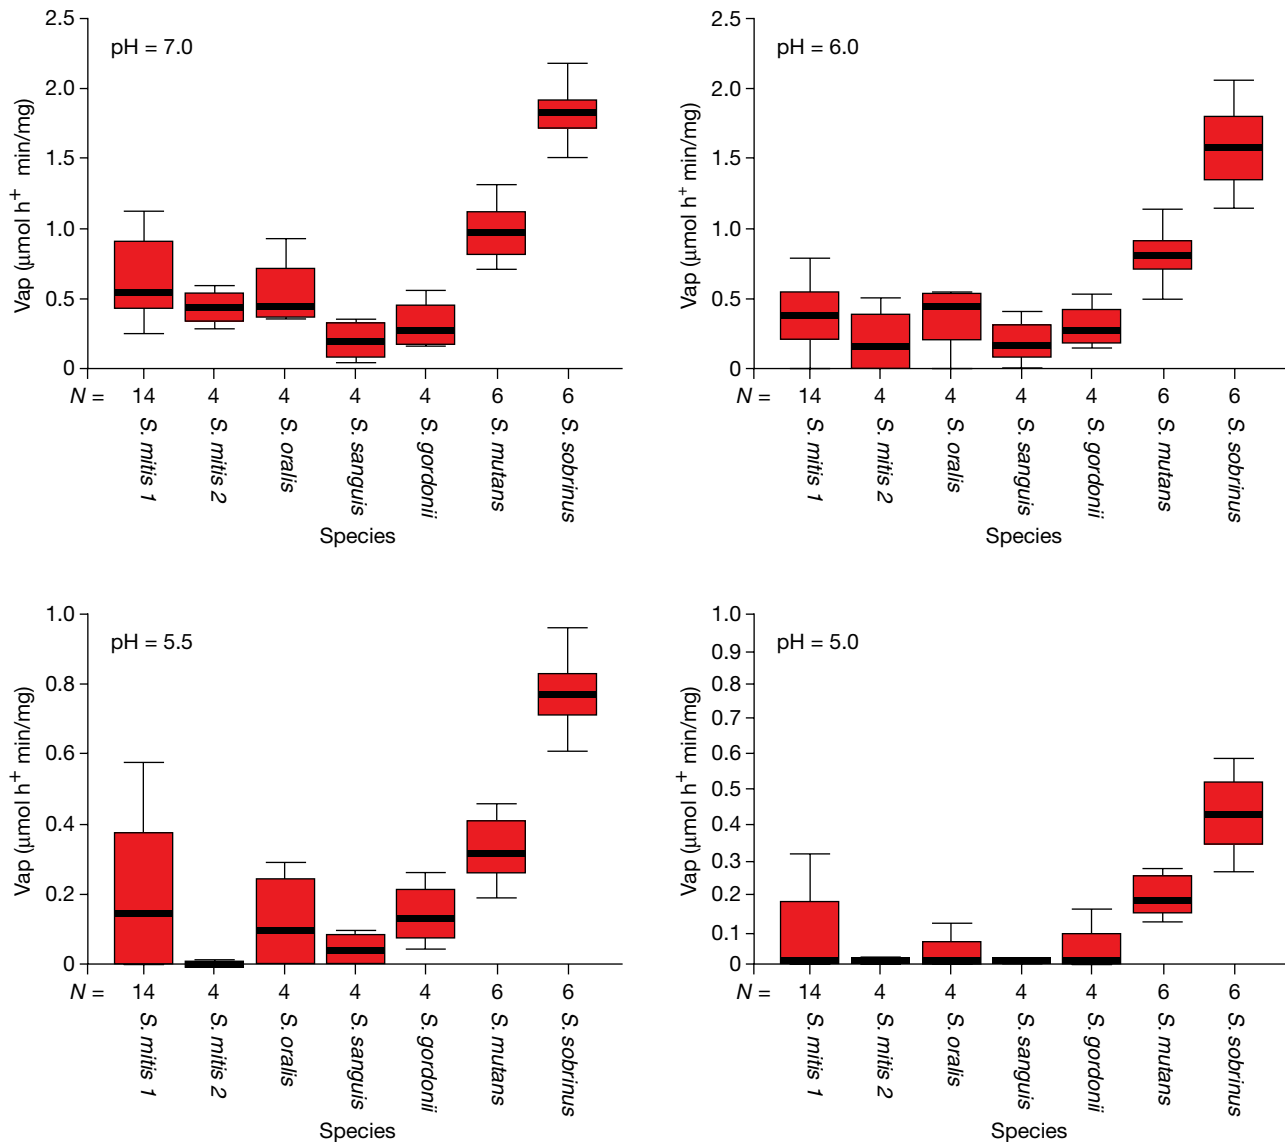 pH = 7.0
Vap (µmol h+ min/mg)
2.5
2.0
1.5
1.0
0.5
0
N = 14 4 4 4 4 6 6
S. mitis 1
S. mitis 2
S. oralis
S. sanguis
S. gordonii
S. mutans
S. sobrinus
Species
pH = 6.0
Vap (µmol h+ min/mg)
2.5
2.0
1.5
1.0
0.5
0
N = 14 4 4 4 4 6 6
S. mitis 1
S. mitis 2
S. oralis
S. sanguis
S. gordonii
S. mutans
S. sobrinus
Species
pH = 5.5
Vap (µmol h+ min/mg)
1.0
0.8
0.6
0.4
0.2
0
N = 14 4 4 4 4 6 6
S. mitis 1
S. mitis 2
S. oralis
S. sanguis
S. gordonii
S. mutans
S. sobrinus
Species
pH = 5.0
Vap (µmol h+ min/mg)
1.0
0.9
0.8
0.7
0.6
0.5
0.4
0.3
0.2
0.1
0
N = 14 4 4 4 4 6 6
S. mitis 1
S. mitis 2
S. oralis
S. sanguis
S. gordonii
S. mutans
S. sobrinus
Species